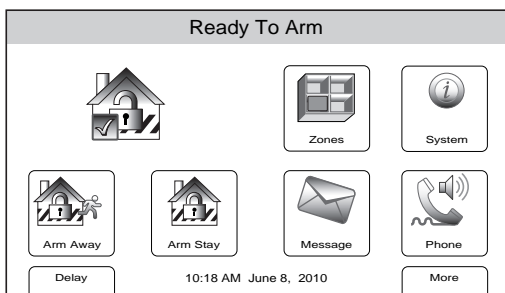 Ready To Arm
Zones
System
Arm Away
Arm Stay
Message
Phone
Delay
10:18 AM June 8, 2010
More